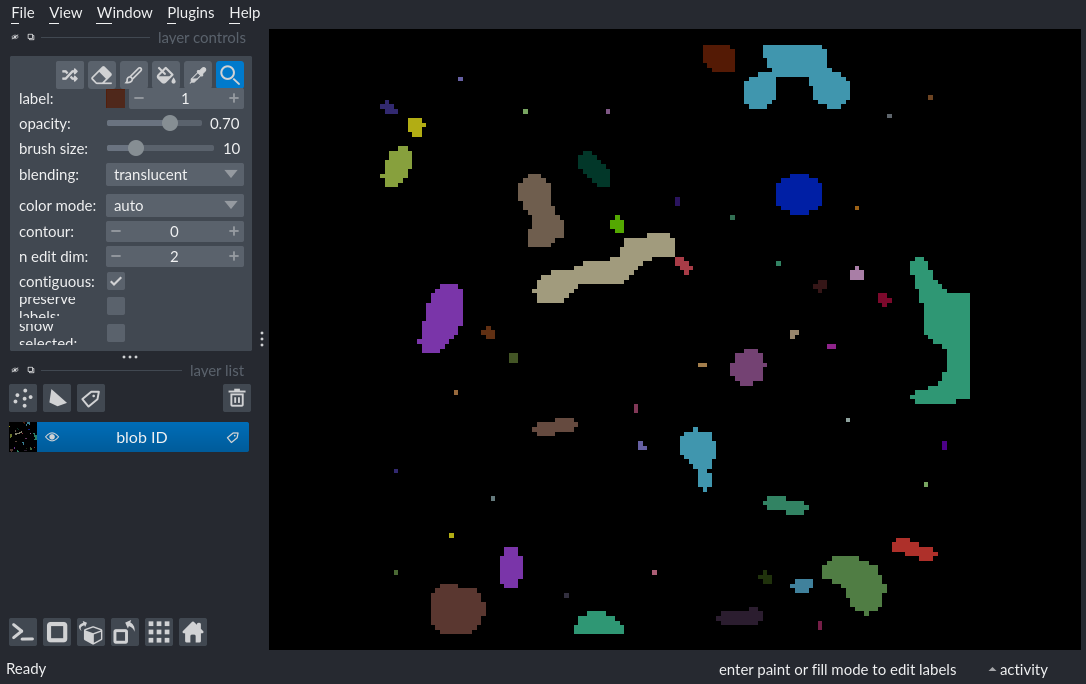 File View Window Plugins Help
layer controls
label: 1
opacity: 0.70
brush size: 10
blending: translucent
color mode: auto
contour: 0
n edit dim: 2
contiguous:
preserve
labels:
show
selected:
layer list
blob ID
Ready
enter paint or fill mode to edit labels
activity